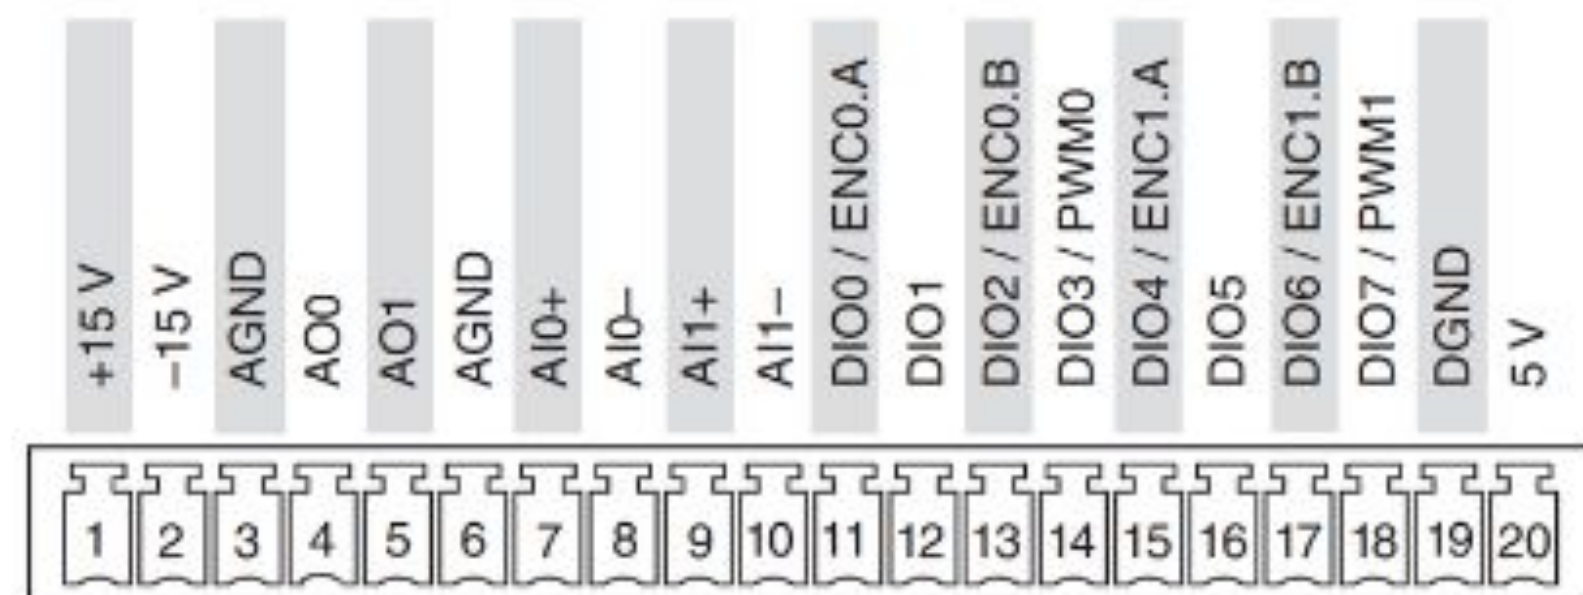 +15 V
–15 V
AGND
AO0
AO1
AGND
AI0+
AI0–
AI1+
AI1–
DIO0 / ENC0.A
DIO1
DIO2 / ENC0.B
DIO3 / PWM0
DIO4 / ENC1.A
DIO5
DIO6 / ENC1.B
DIO7 / PWM1
DGND
5 V
1 2 3 4 5 6 7 8 9 10 11 12 13 14 15 16 17 18 19 20